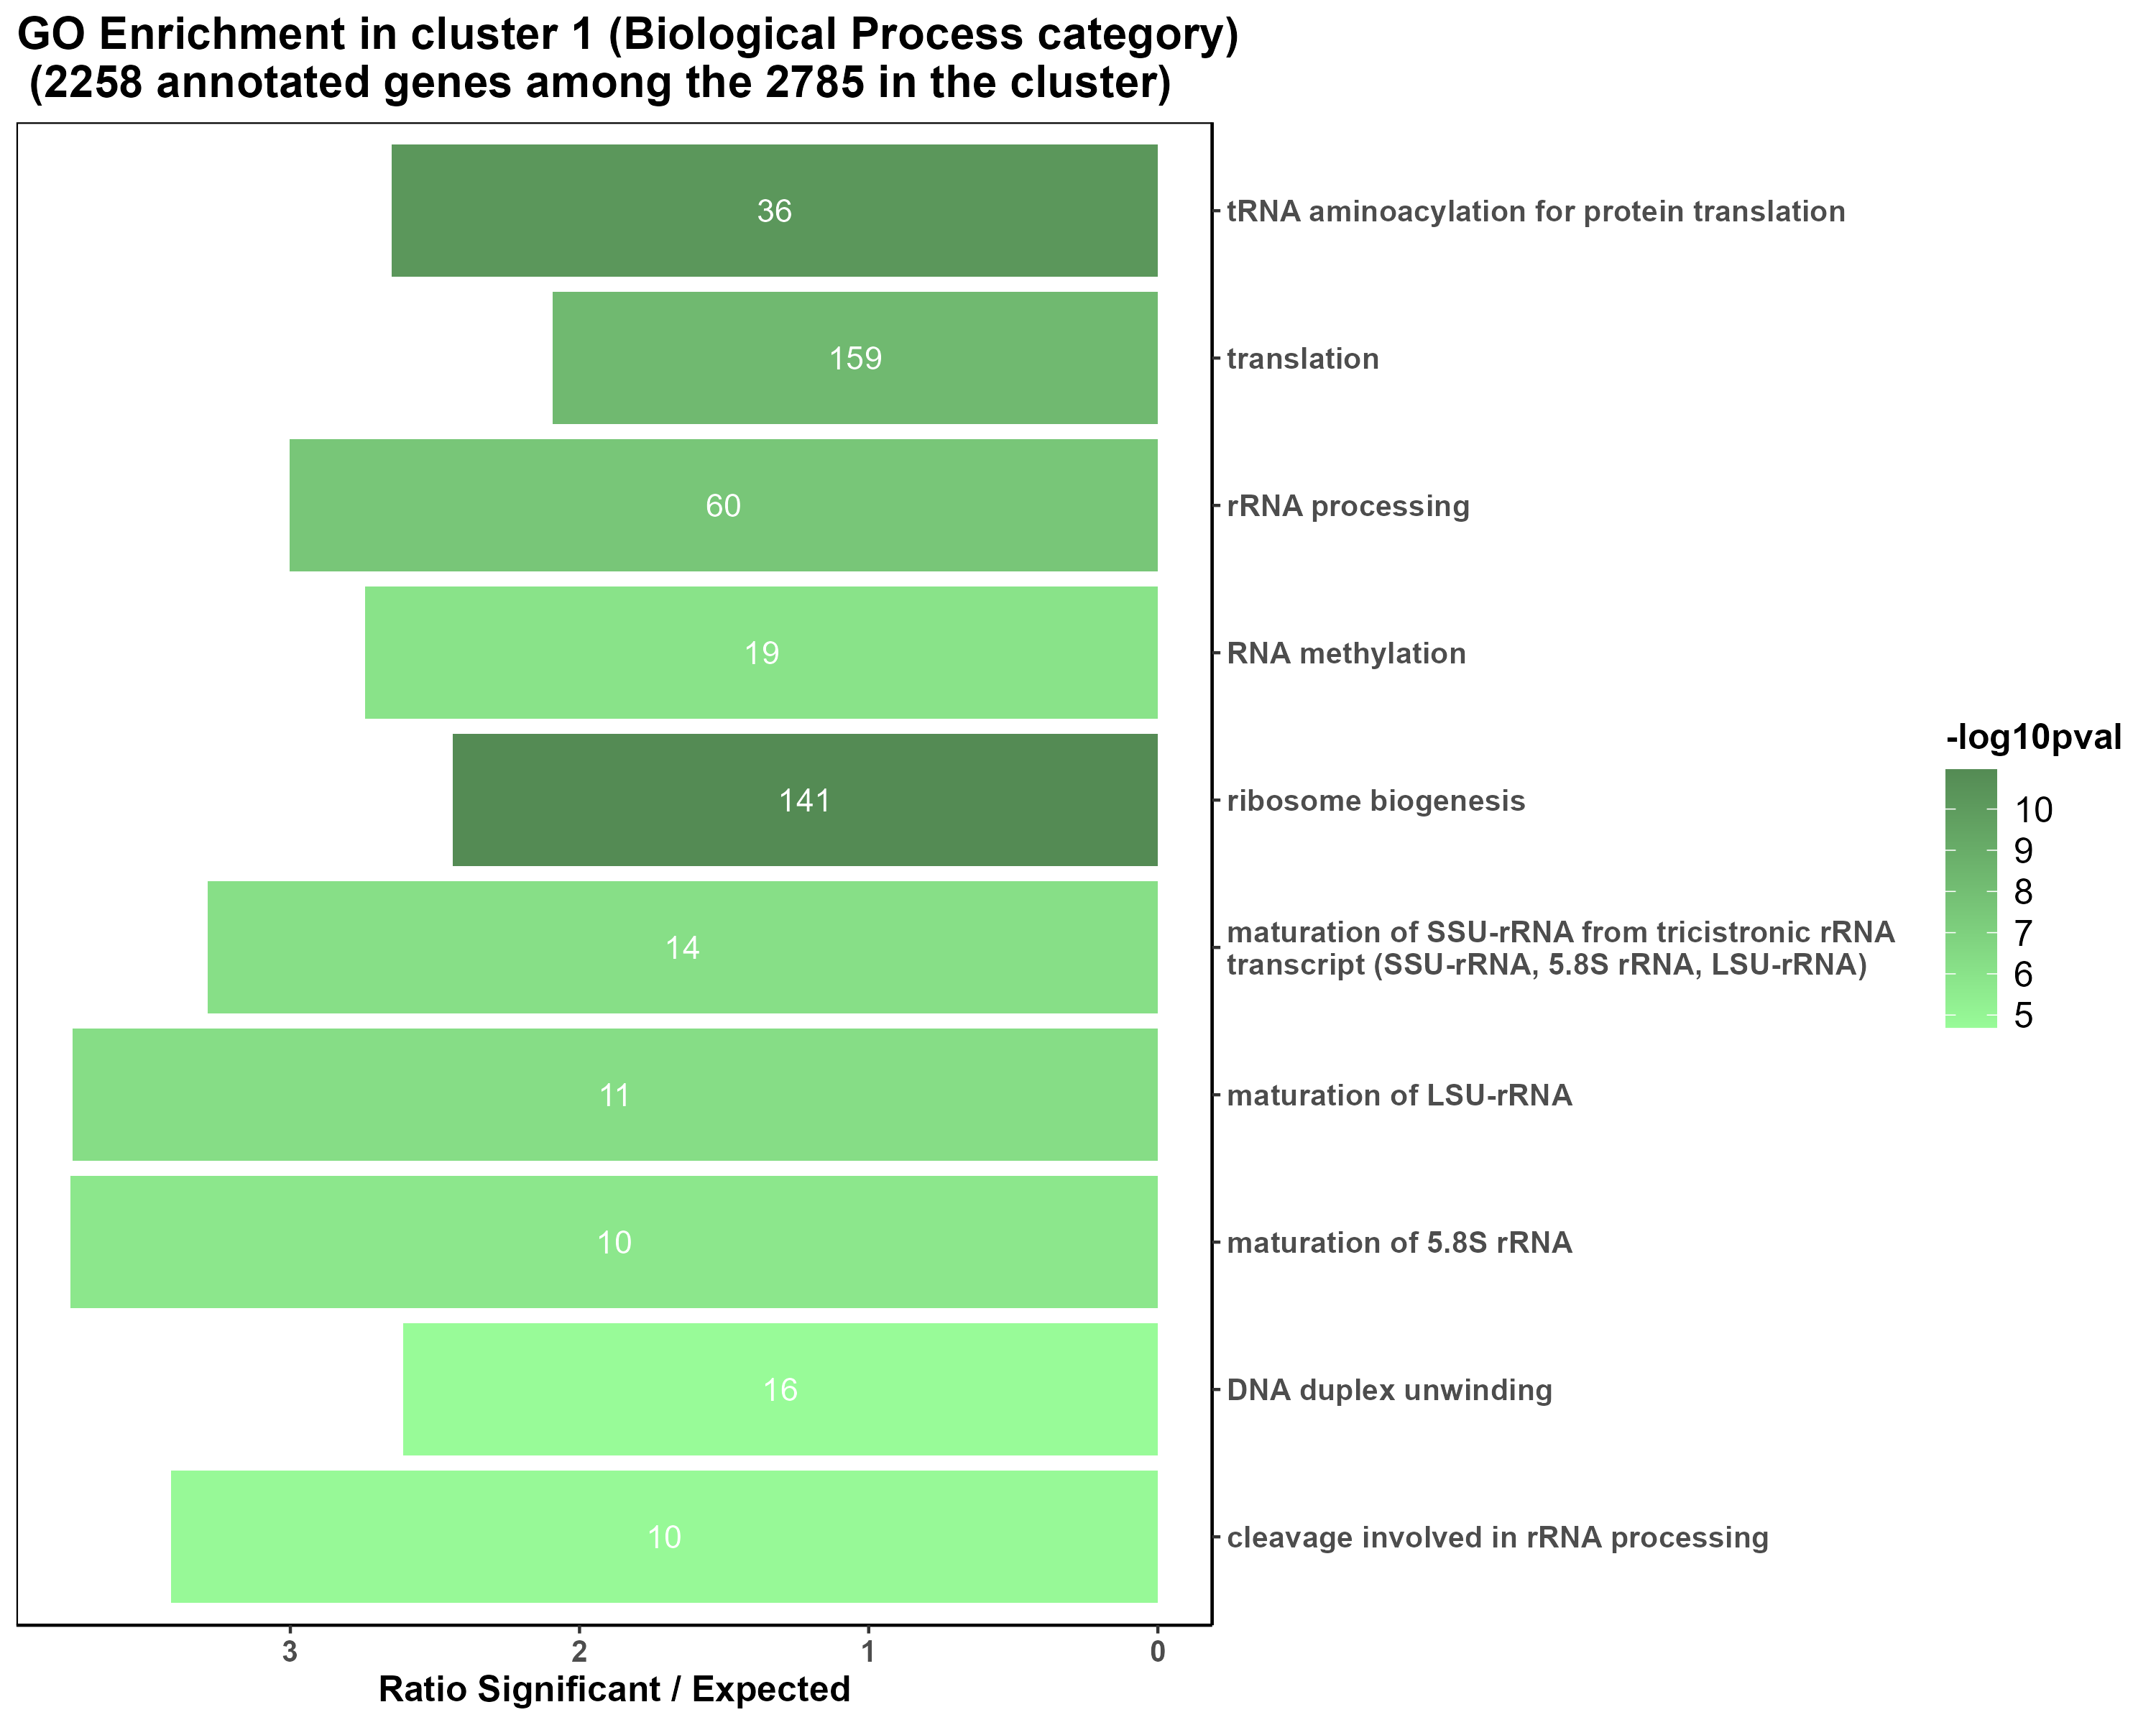 GO Enrichment in cluster 1 (Biological Process category)
(2258 annotated genes among the 2785 in the cluster)
36
tRNA aminoacylation for protein translation
159
translation
60
rRNA processing
19
RNA methylation
141
ribosome biogenesis
14
maturation of SSU-rRNA from tricistronic rRNA
transcript (SSU-rRNA, 5.8S rRNA, LSU-rRNA)
11
maturation of LSU-rRNA
10
maturation of 5.8S rRNA
16
DNA duplex unwinding
10
cleavage involved in rRNA processing
3 2 1 0
Ratio Significant / Expected
-log10pval
10
9
8
7
6
5